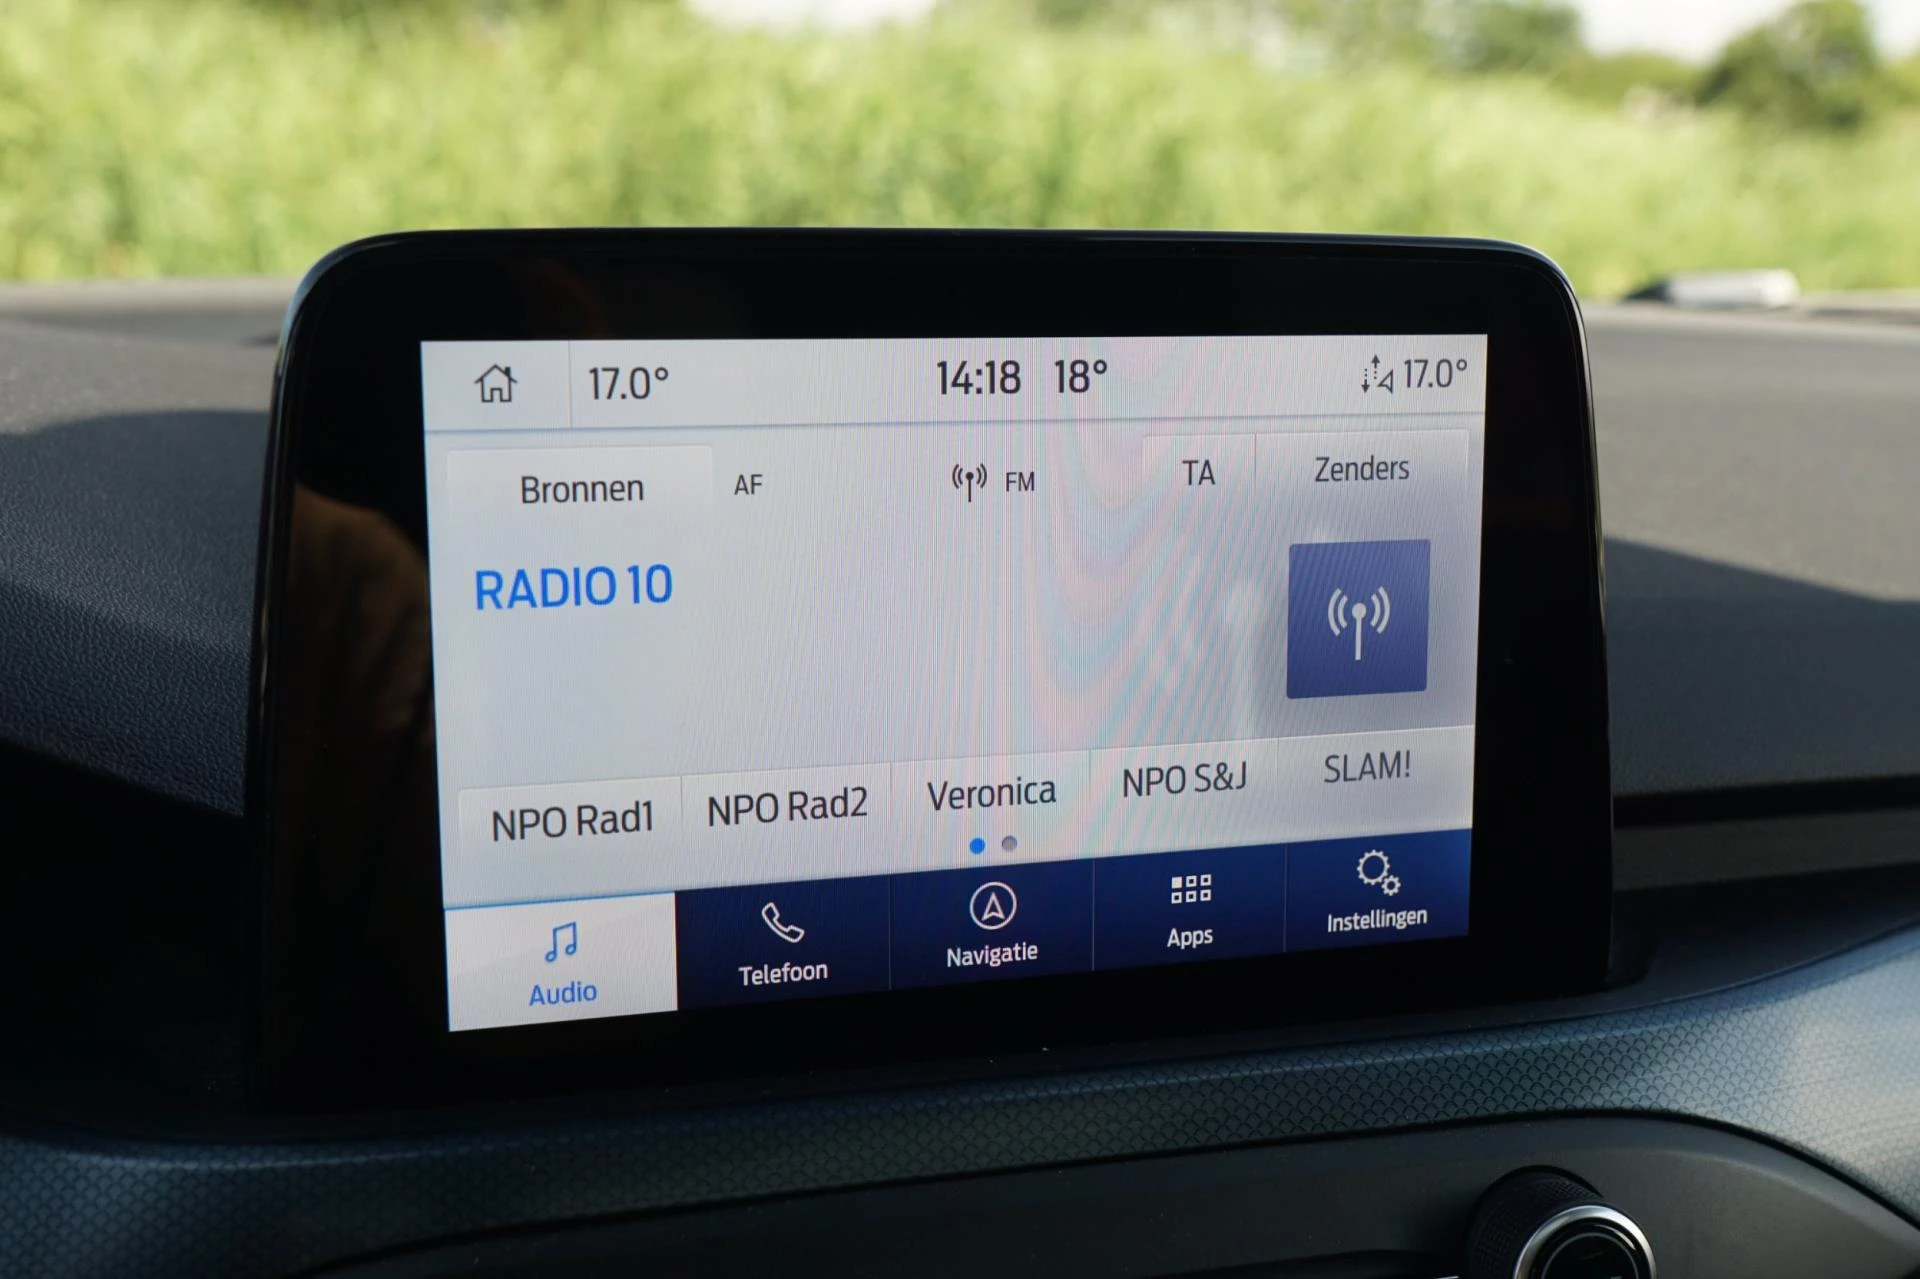 17.0° 14:18 18° 17.0°
Bronnen AF FM TA Zenders
RADIO 10
NPO Rad1 NPO Rad2 Veronica NPO S&J SLAM!
Audio Telefoon Navigatie Apps Instellingen